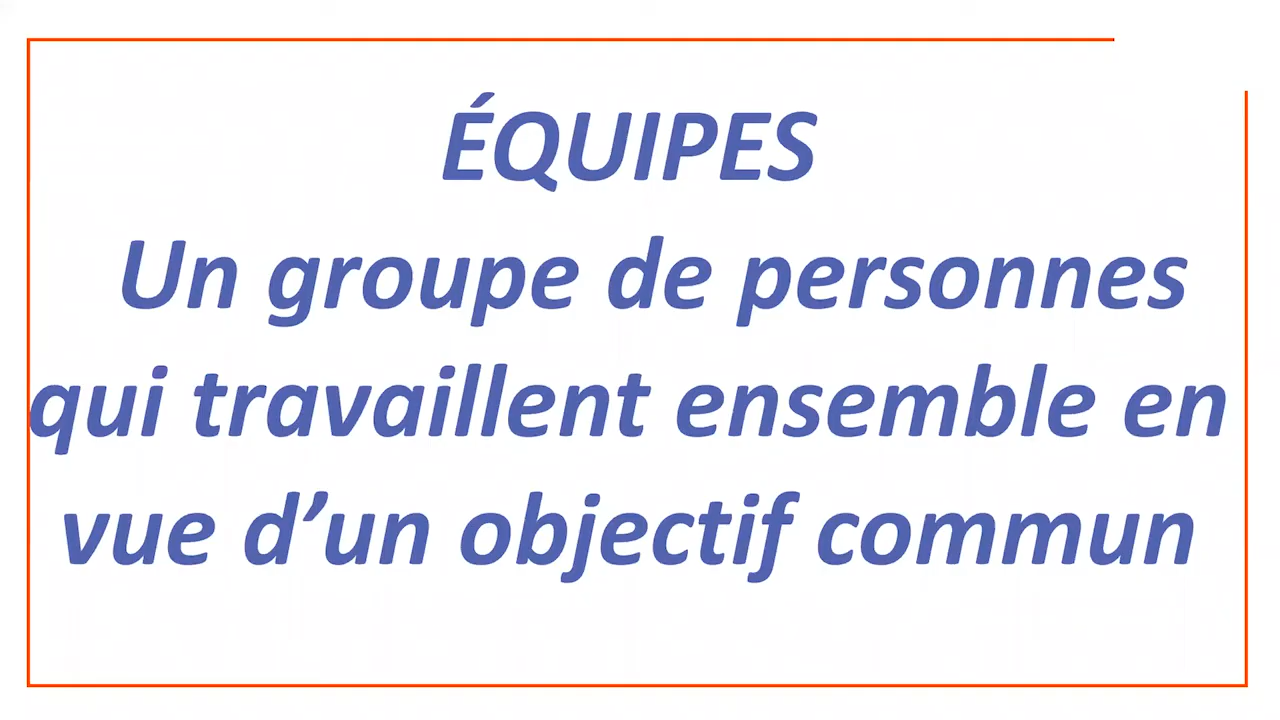 ÉQUIPES
Un groupe de personnes
qui travaillent ensemble en
vue d’un objectif commun